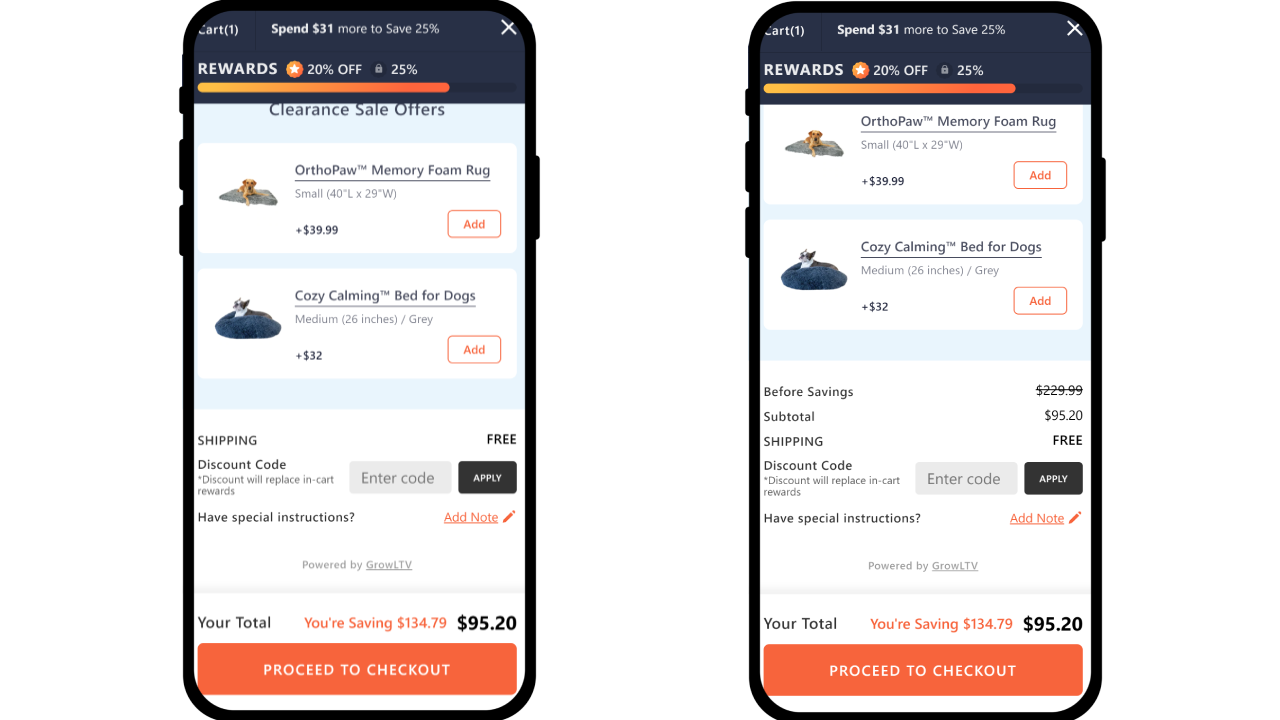 Cart(1)
Spend $31 more to Save 25%
REWARDS 20% OFF 25%
Clearance Sale Offers
OrthoPaw™ Memory Foam Rug
Small (40"L x 29"W)
+$39.99
Add
Cozy Calming™ Bed for Dogs
Medium (26 inches) / Grey
+$32
Add
SHIPPING
FREE
Discount Code
*Discount will replace in-cart
rewards
Enter code
APPLY
Have special instructions?
Add Note
Powered by GrowLTV
Your Total
You're Saving $134.79
$95.20
PROCEED TO CHECKOUT
Cart(1)
Spend $31 more to Save 25%
REWARDS 20% OFF 25%
OrthoPaw™ Memory Foam Rug
Small (40"L x 29"W)
+$39.99
Add
Cozy Calming™ Bed for Dogs
Medium (26 inches) / Grey
+$32
Add
Before Savings
$229.99
Subtotal
$95.20
SHIPPING
FREE
Discount Code
*Discount will replace in-cart
rewards
Enter code
APPLY
Have special instructions?
Add Note
Powered by GrowLTV
Your Total
You're Saving $134.79
$95.20
PROCEED TO CHECKOUT